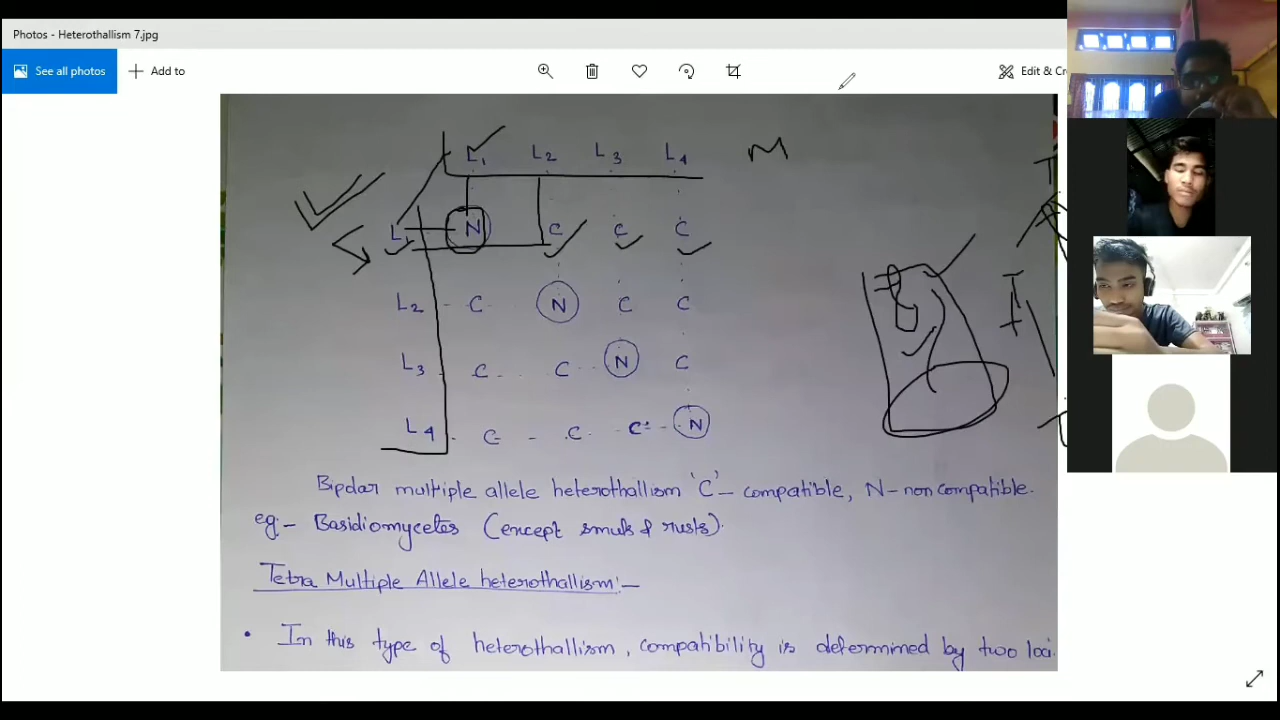 Photos - Heterothallism 7.jpg
See all photos
Add to
Edit & Cr
L1 L2 L3 L4 M
L1 N C C C
L2 C N C C
L3 C C N C
L4 C C C N
Bipolar multiple allele heterothallism 'C' - compatible, N - non compatible.
eg:- Basidiomycetes (encept smuts & rusts).
Tetra Multiple Allele heterothallism:-
• In this type of heterothallism, compatibility is determined by two loci